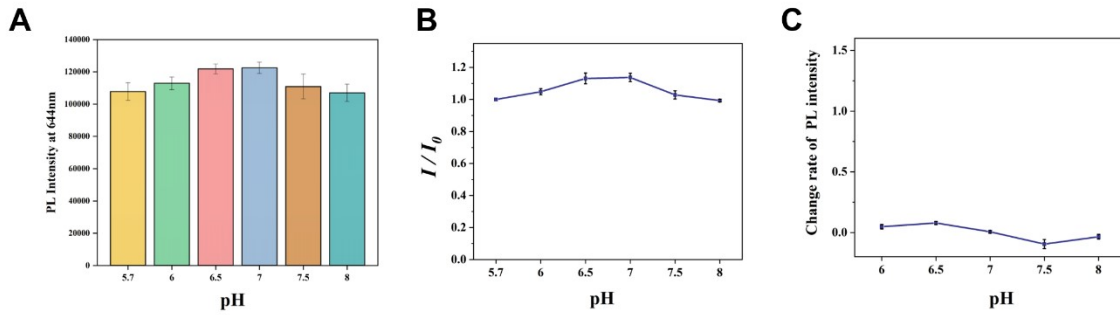 A
PL Intensity at 644nm
140000
120000
100000
80000
60000
40000
20000
0
5.7 6 6.5 7 7.5 8
pH
B
I / I0
1.2
1.0
0.8
0.6
0.4
0.2
0.0
5.7 6 6.5 7 7.5 8
pH
C
Change rate of PL intensity
1.5
1.0
0.5
0.0
6 6.5 7 7.5 8
pH